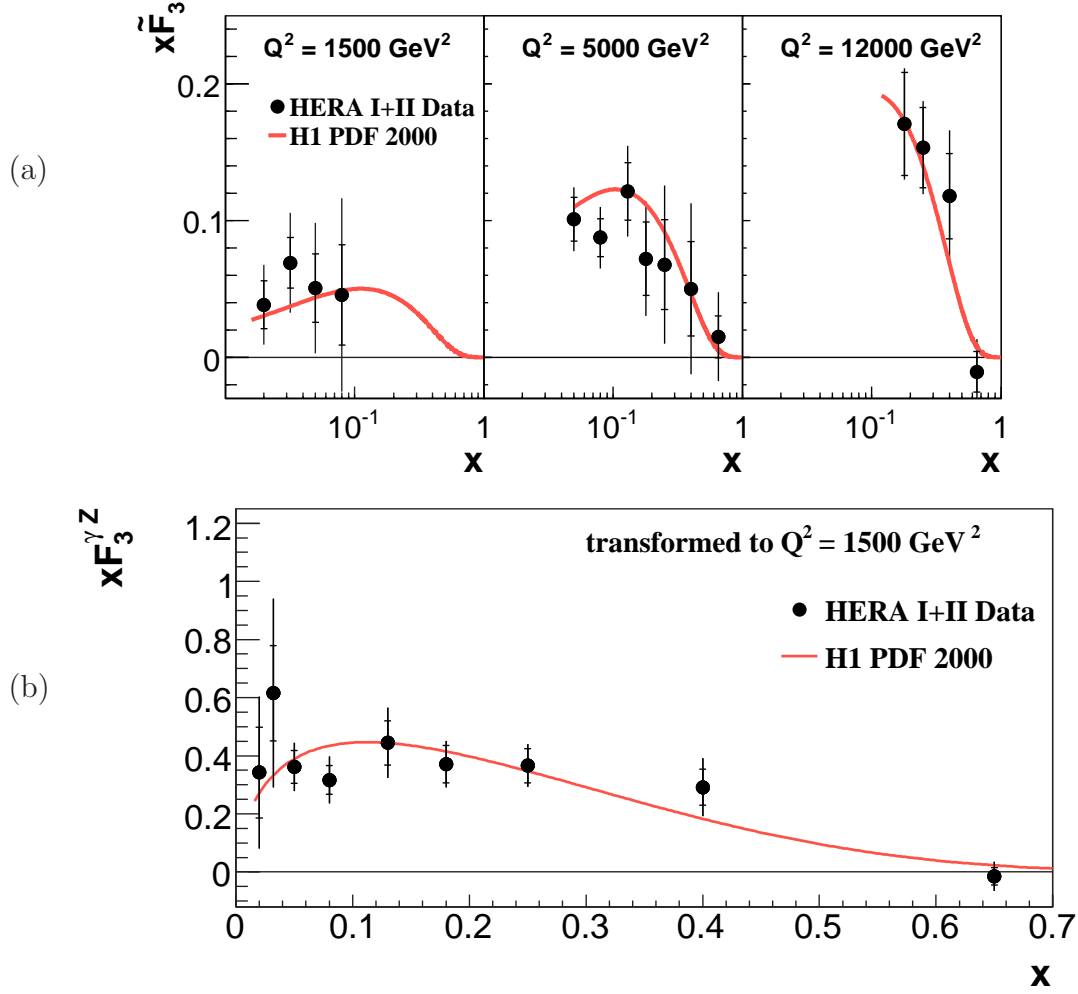 (a)
xF̃₃
Q² = 1500 GeV²
Q² = 5000 GeV²
Q² = 12000 GeV²
HERA I+II Data
H1 PDF 2000
0.2
0.1
0
10⁻¹ 1
10⁻¹ 1
10⁻¹ 1
x
x
x
(b)
xF₃^γZ
transformed to Q² = 1500 GeV²
HERA I+II Data
H1 PDF 2000
1.2
1
0.8
0.6
0.4
0.2
0
0 0.1 0.2 0.3 0.4 0.5 0.6 0.7
x